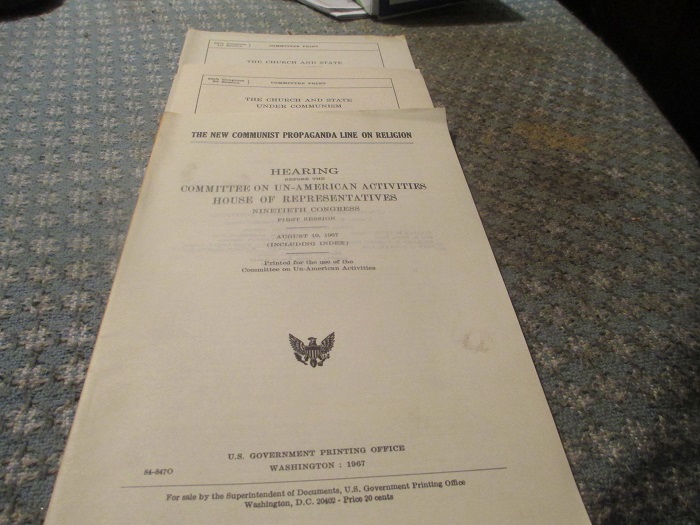 COMMITTEE PRINT
THE CHURCH AND STATE
COMMITTEE PRINT
THE CHURCH AND STATE
UNDER COMMUNISM
THE NEW COMMUNIST PROPAGANDA LINE ON RELIGION
HEARING
BEFORE THE
COMMITTEE ON UN-AMERICAN ACTIVITIES
HOUSE OF REPRESENTATIVES
NINETIETH CONGRESS
FIRST SESSION
AUGUST 10, 1967
(INCLUDING INDEX)
Printed for the use of the
Committee on Un-American Activities
U.S. GOVERNMENT PRINTING OFFICE
84-847O
WASHINGTON : 1967
For sale by the Superintendent of Documents, U.S. Government Printing Office
Washington, D.C. 20402 - Price 20 cents